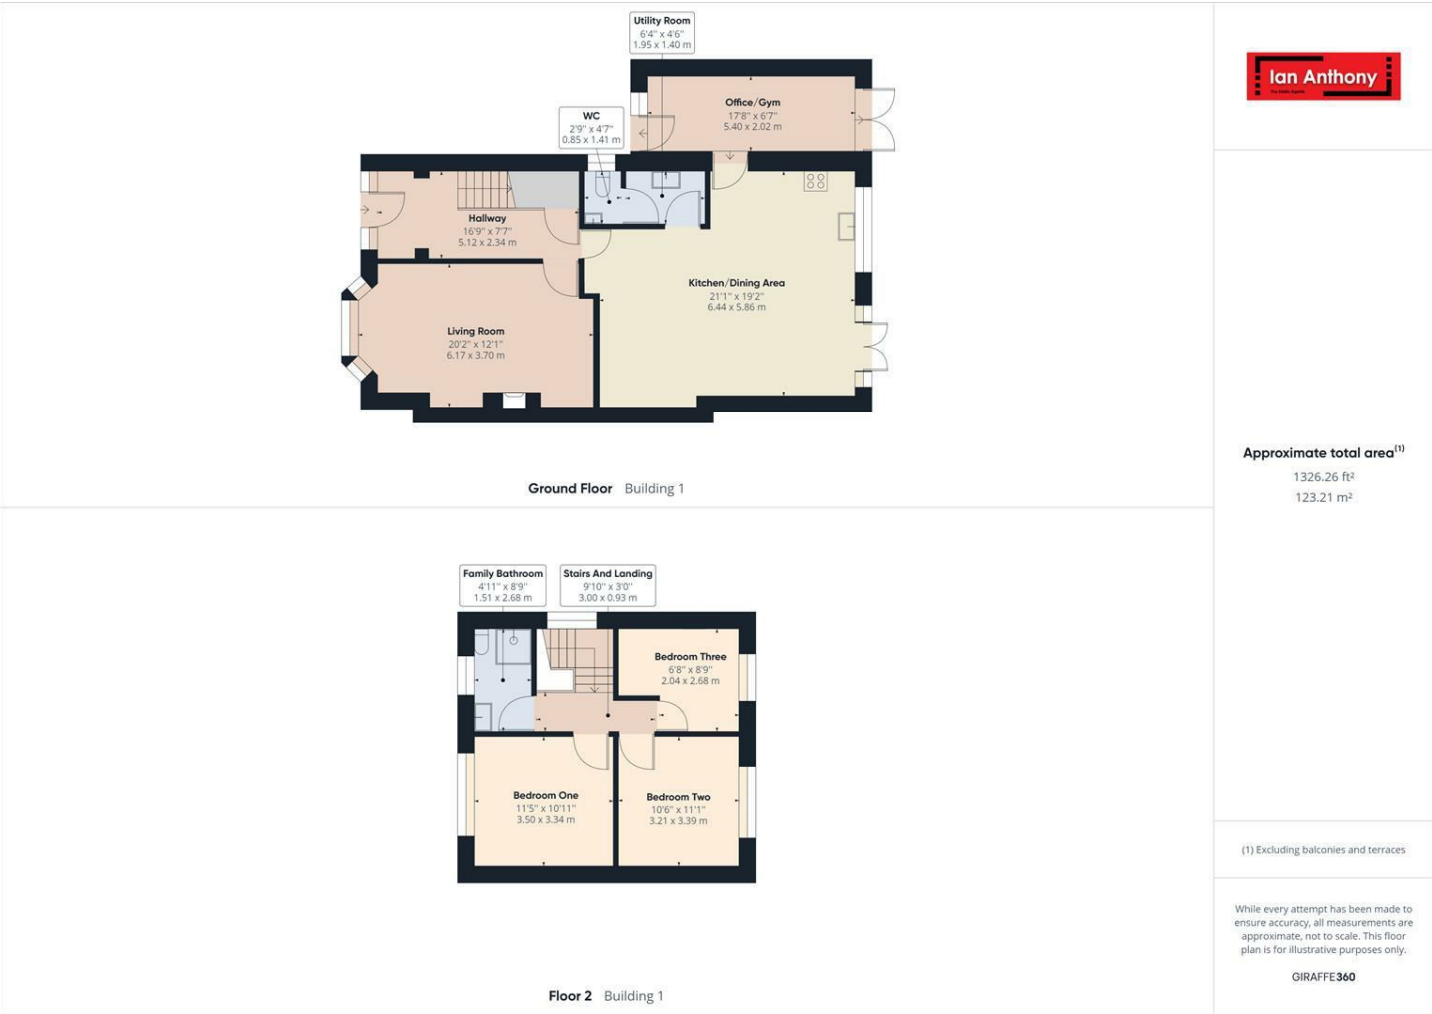 Utility Room
6'4" x 4'6"
1.95 x 1.40 m
WC
2'9" x 4'7"
0.85 x 1.41 m
Office/Gym
17'8" x 6'7"
5.40 x 2.02 m
Hallway
16'9" x 7'7"
5.12 x 2.34 m
Kitchen/Dining Area
21'1" x 19'2"
6.44 x 5.86 m
Living Room
20'2" x 12'1"
6.17 x 3.70 m
Ground Floor Building 1
Family Bathroom
4'11" x 8'9"
1.51 x 2.68 m
Stairs And Landing
9'10" x 3'0"
3.00 x 0.93 m
Bedroom Three
6'8" x 8'9"
2.04 x 2.68 m
Bedroom One
11'5" x 10'11"
3.50 x 3.34 m
Bedroom Two
10'6" x 11'1"
3.21 x 3.39 m
Floor 2 Building 1
Ian Anthony
Approximate total area(1)
1326.26 ft²
123.21 m²
(1) Excluding balconies and terraces
While every attempt has been made to
ensure accuracy, all measurements are
approximate, not to scale. This floor
plan is for illustrative purposes only.
GIRAFFE360